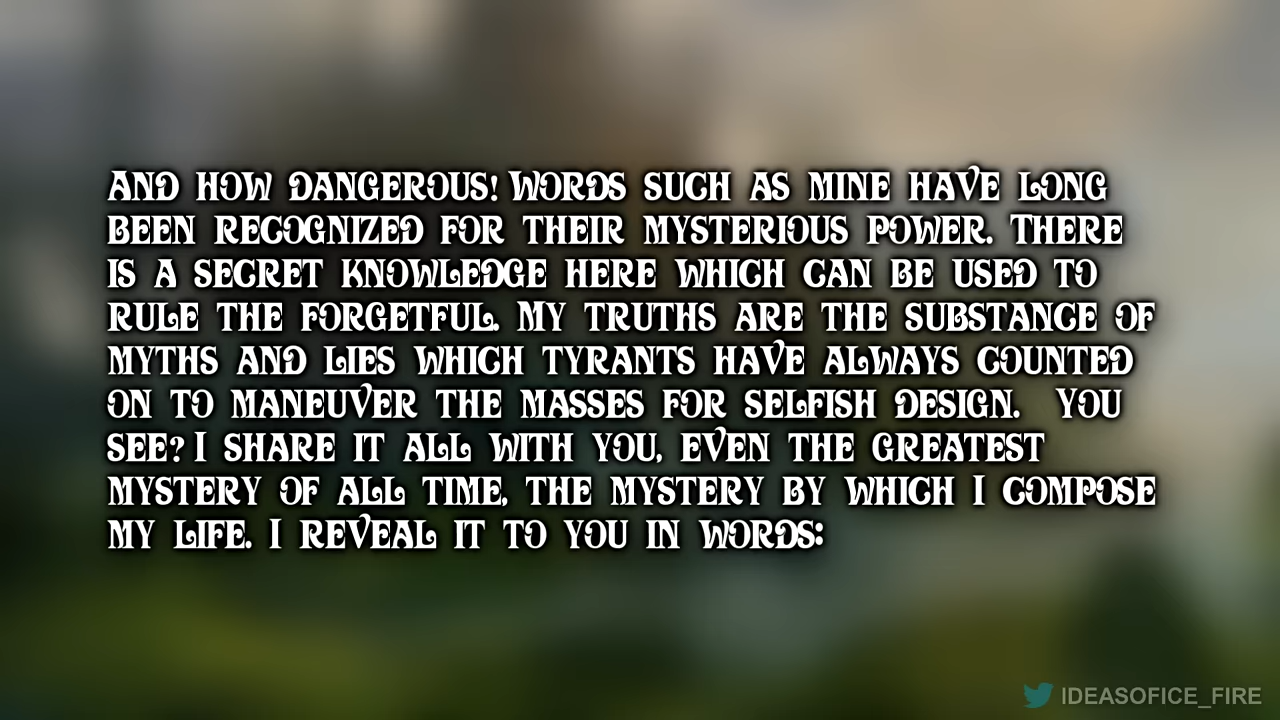 And how dangerous! Words such as mine have long
been recognized for their mysterious power. There
is a secret knowledge here which can be used to
rule the forgetful. My truths are the substance of
myths and lies which tyrants have always counted
on to maneuver the masses for selfish design. You
see? I share it all with you, even the greatest
mystery of all time, the mystery by which I compose
my life. I reveal it to you in words:
IDEASOFICE_FIRE